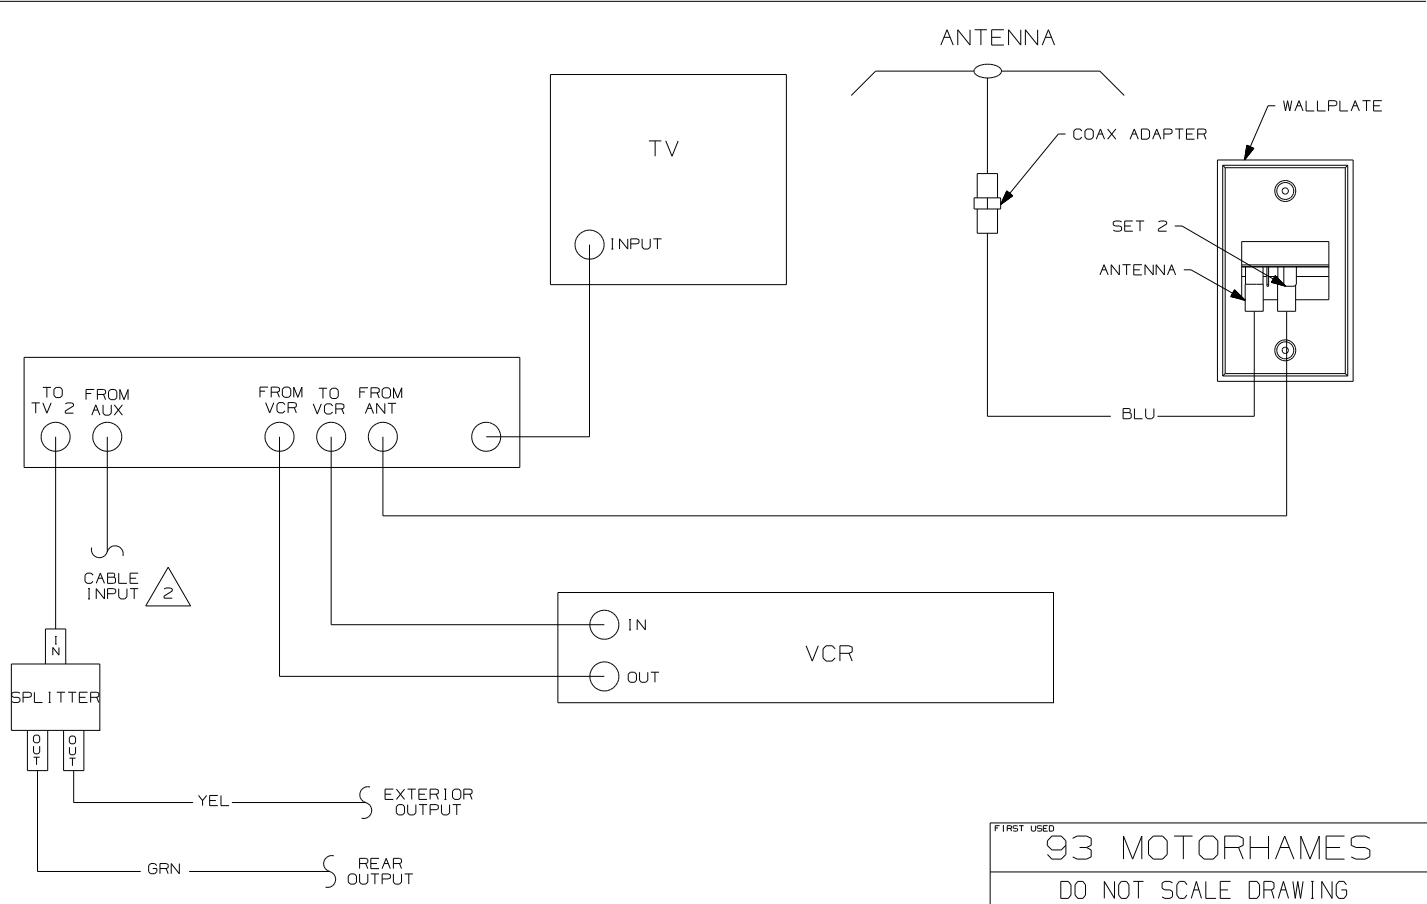 ANTENNA
WALLPLATE
COAX ADAPTER
TV
SET 2
INPUT
ANTENNA
TO
TV 2
FROM
AUX
FROM
VCR
TO
VCR
FROM
ANT
BLU
CABLE
INPUT
2
IN
IN
VCR
OUT
SPLITTER
OUT
OUT
YEL
EXTERIOR
OUTPUT
GRN
REAR
OUTPUT
FIRST USED
93 MOTORHAMES
DO NOT SCALE DRAWING